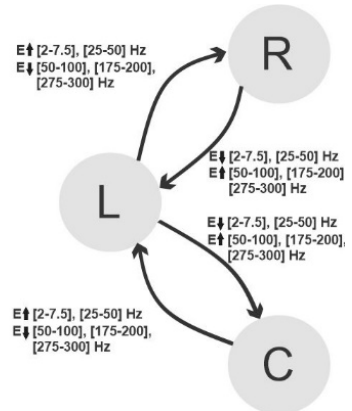 R
E⬆ [2-7.5], [25-50] Hz
E⬇ [50-100], [175-200],
[275-300] Hz
E⬇ [2-7.5], [25-50] Hz
E⬆ [50-100], [175-200]
[275-300] Hz
L
E⬇ [2-7.5], [25-50] Hz
E⬆ [50-100], [175-200],
[275-300] Hz
E⬆ [2-7.5], [25-50] Hz
E⬇ [50-100], [175-200],
[275-300] Hz
C